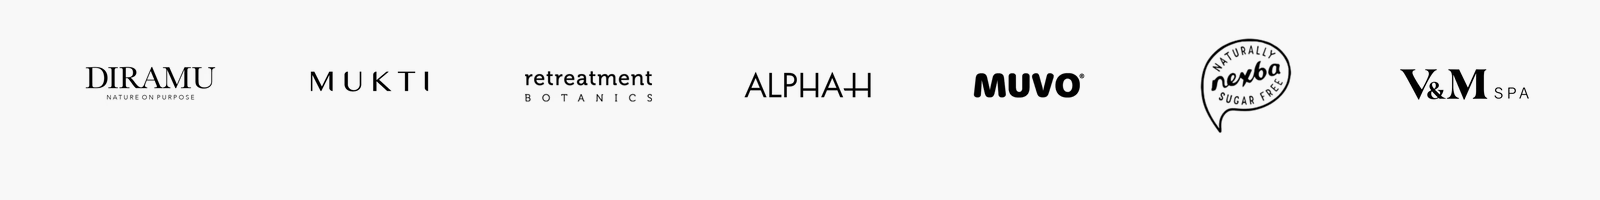 DIRAMU
NATURE ON PURPOSE
MUKTI
retreatment
BOTANICS
ALPHA-H
MUVO®
NATURALLY
nexba
SUGAR FREE
V&M SPA